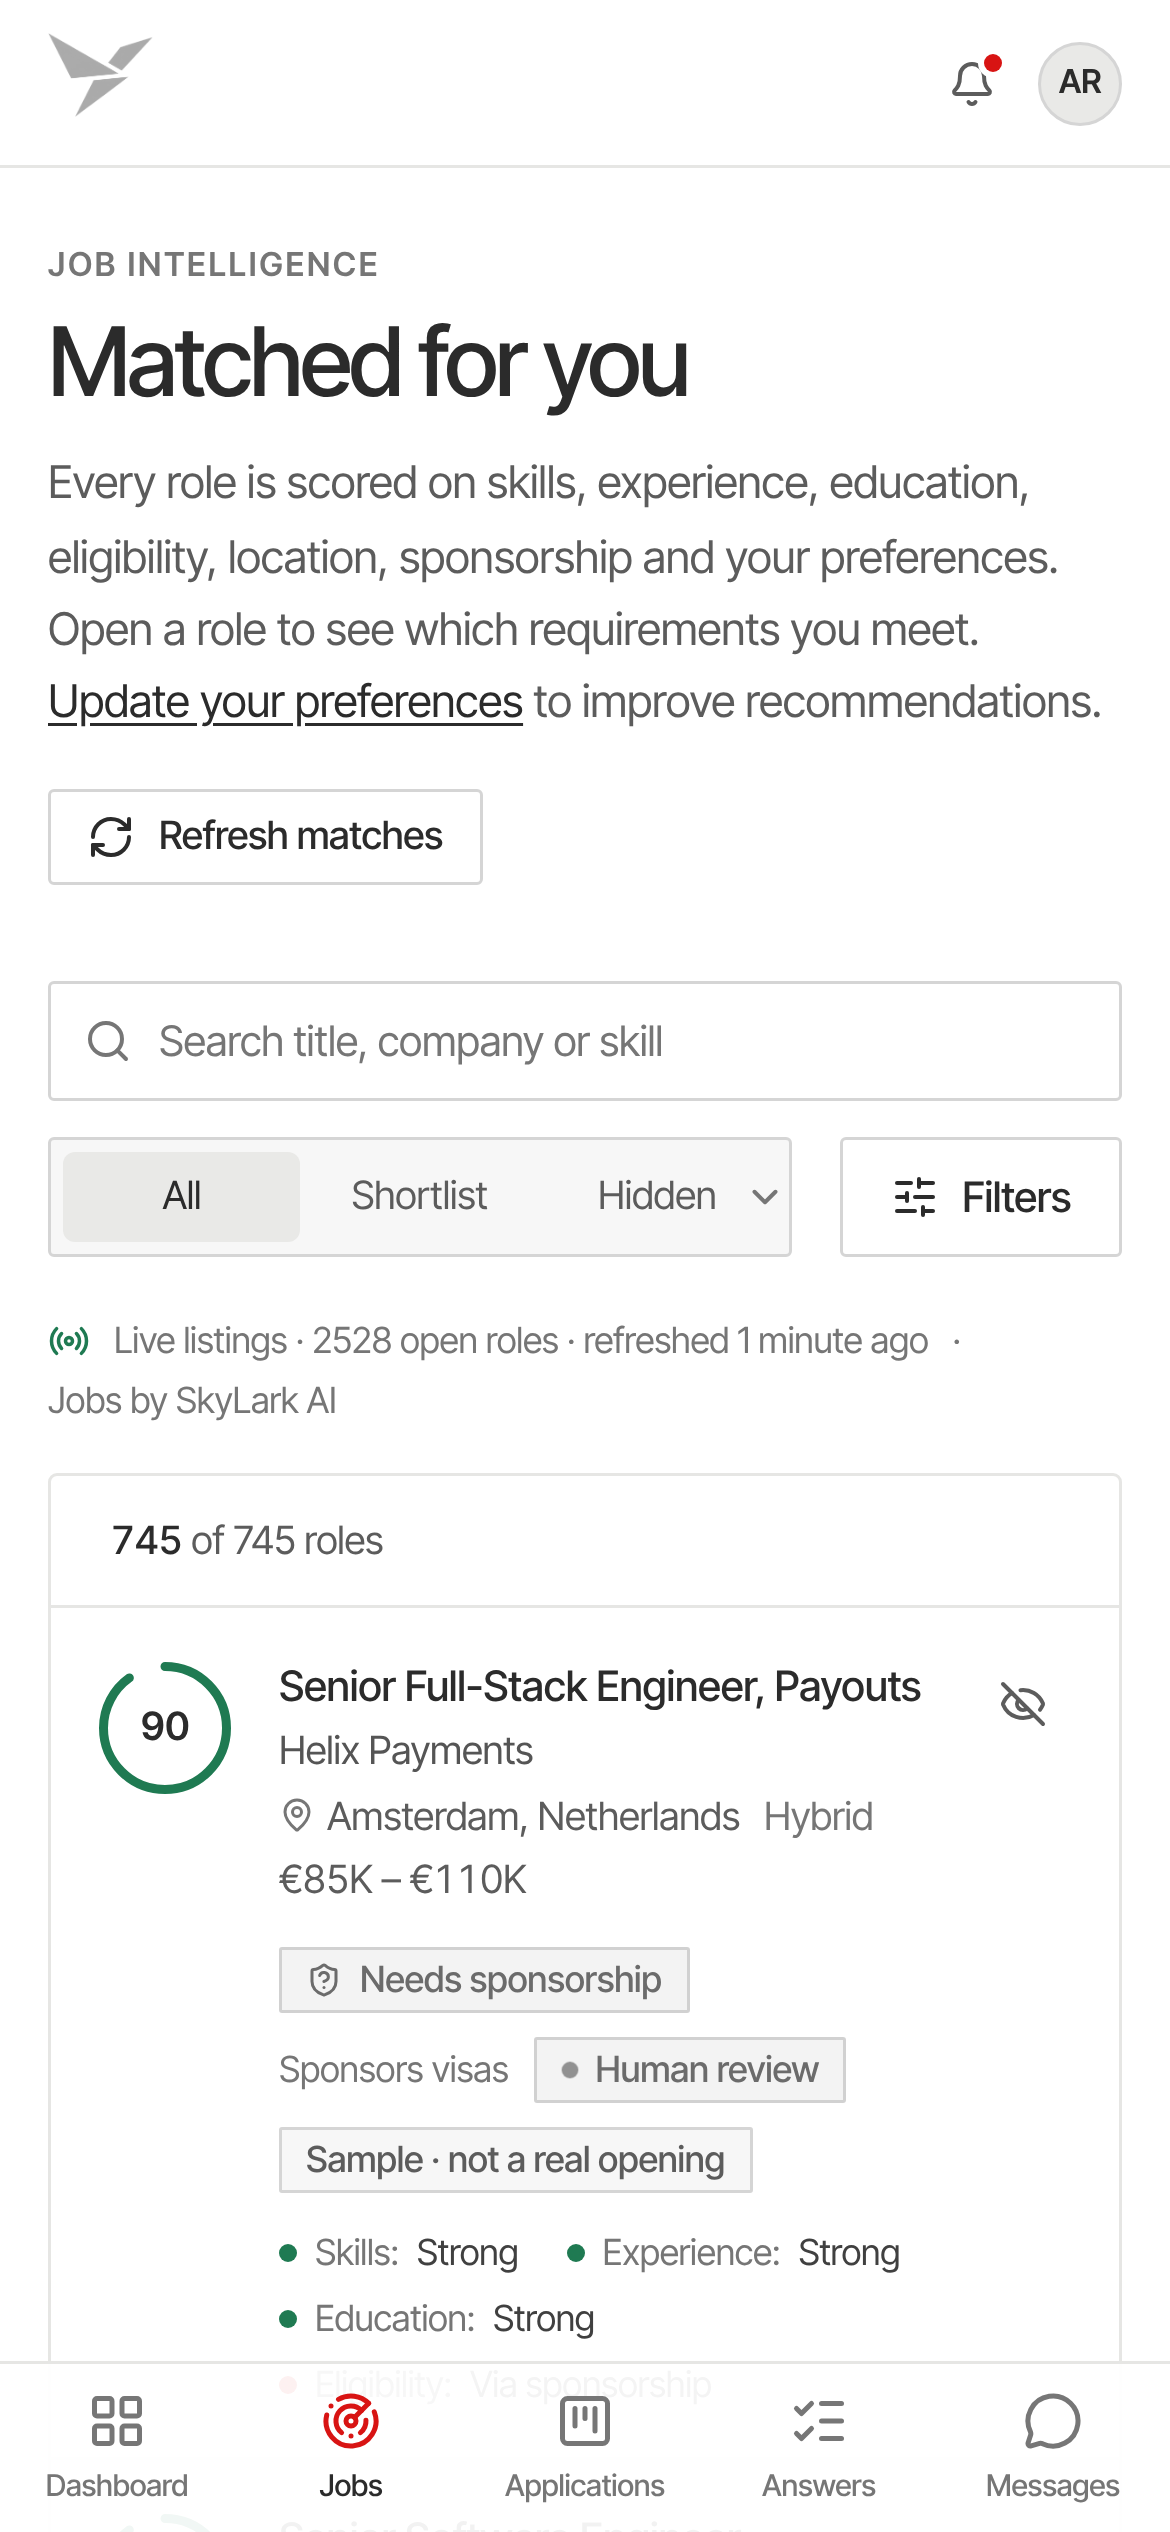 AR
JOB INTELLIGENCE
Matched for you
Every role is scored on skills, experience, education,
eligibility, location, sponsorship and your preferences.
Open a role to see which requirements you meet.
Update your preferences to improve recommendations.
Refresh matches
Search title, company or skill
All Shortlist Hidden Filters
Live listings · 2528 open roles · refreshed 1 minute ago ·
Jobs by SkyLark AI
745 of 745 roles
90
Senior Full-Stack Engineer, Payouts
Helix Payments
Amsterdam, Netherlands Hybrid
€85K – €110K
Needs sponsorship
Sponsors visas Human review
Sample · not a real opening
Skills: Strong Experience: Strong
Education: Strong
Eligibility: Via sponsorship
Dashboard Jobs Applications Answers Messages
Senior Software Engineer